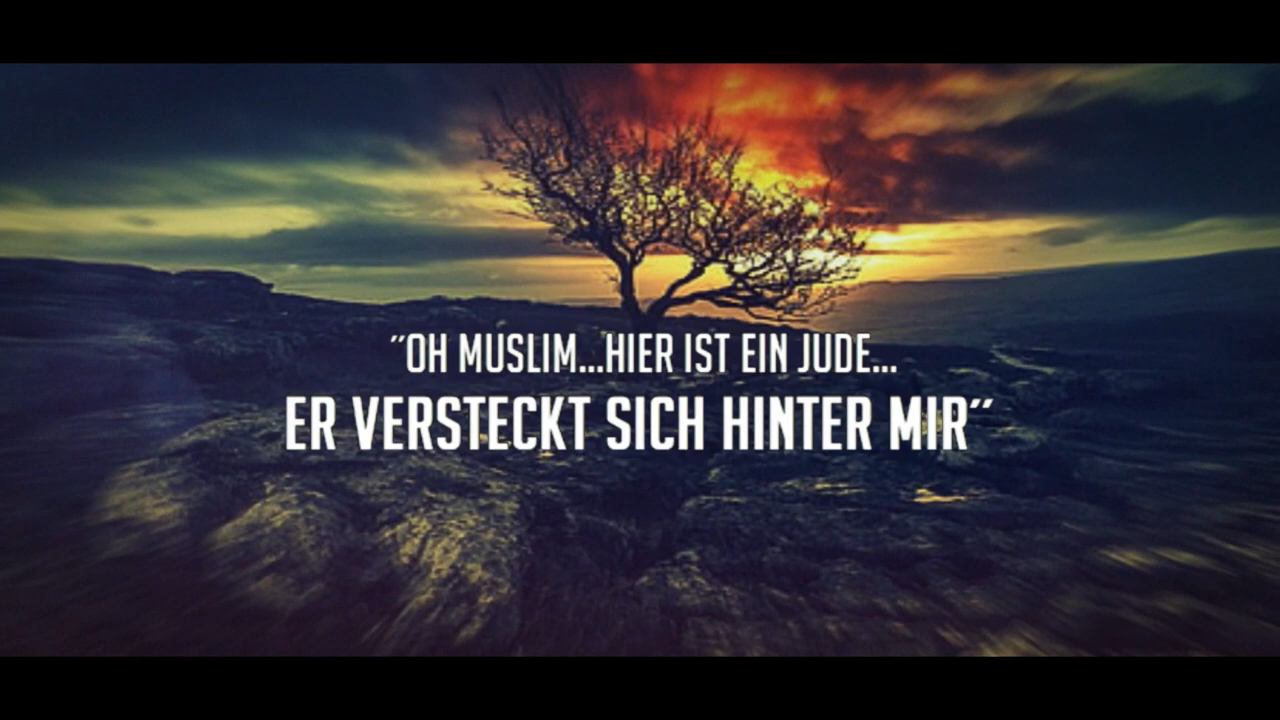 "OH MUSLIM...HIER IST EIN JUDE...
ER VERSTECKT SICH HINTER MIR"